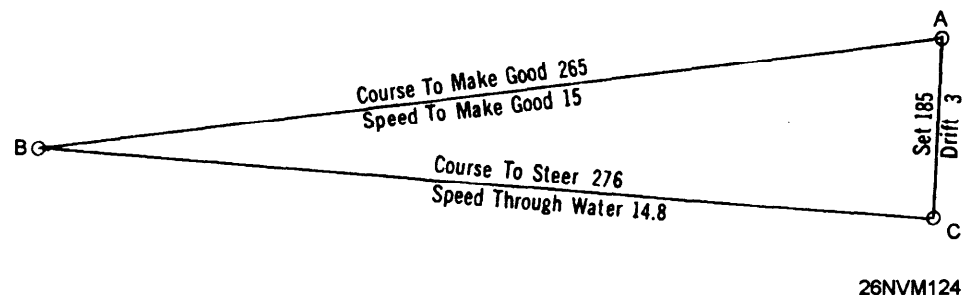 A
Course To Make Good 265
Speed To Make Good 15
Set 185
Drift 3
B
Course To Steer 276
Speed Through Water 14.8
C
26NVM124